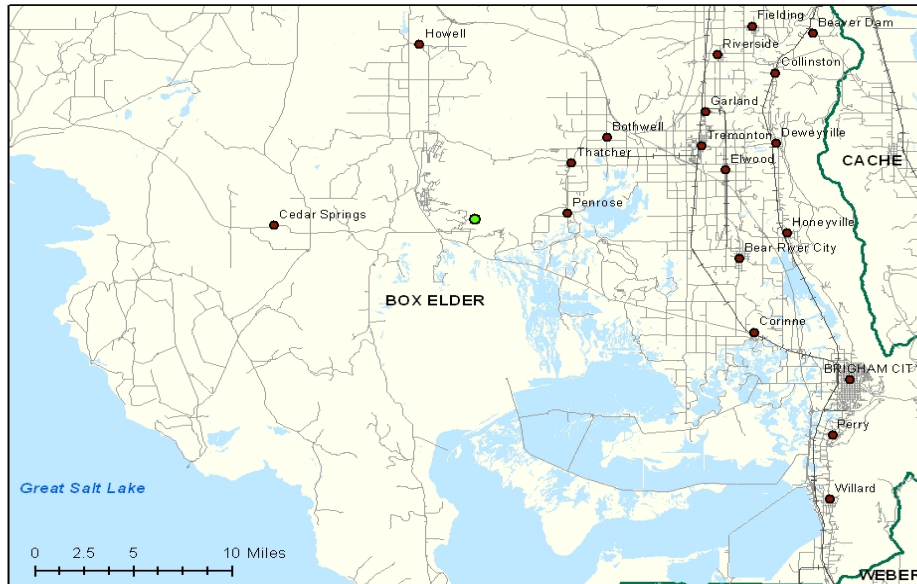 Fielding
Beaver Dam
Howell
Riverside
Collinston
Garland
Bothwell
Tremonton
Deweyville
Thatcher
Elwood
CACHE
Penrose
Cedar Springs
Honeyville
Bear River City
BOX ELDER
Corinne
BRIGHAM CITY
Perry
Great Salt Lake
Willard
0 2.5 5 10 Miles
WEBER